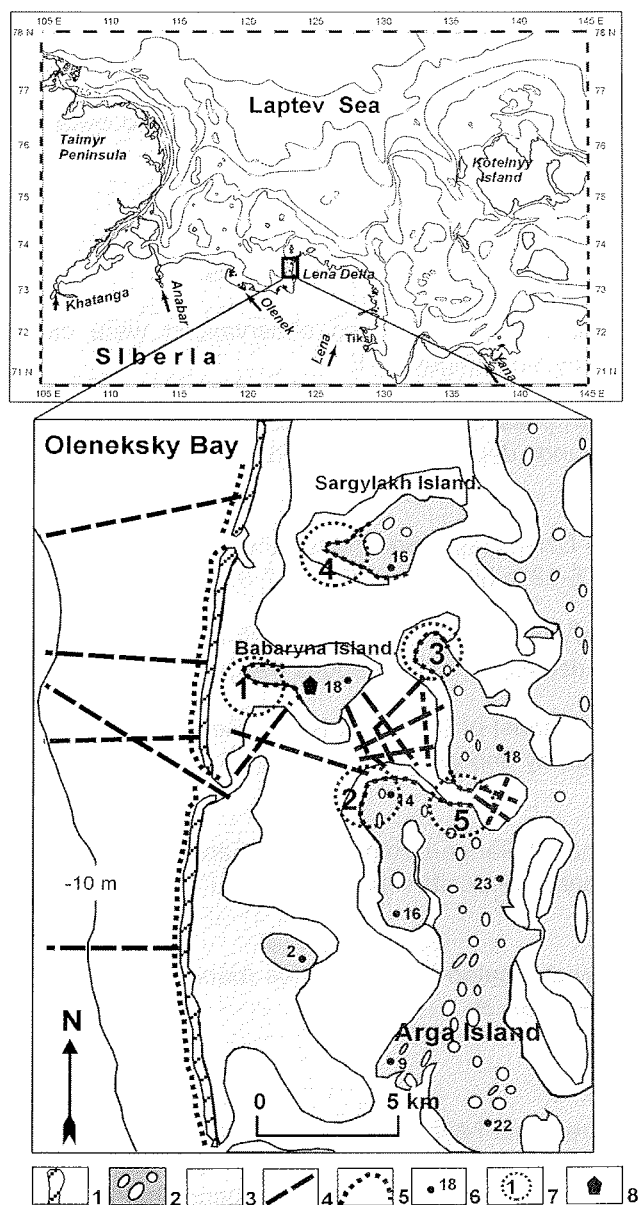 105 E 110 115 120 125 130 135 140 145 E
78 N 78 N
Laptev Sea
77 77
Taimyr
Peninsula
76 76
Kotelnyy
Island
75 75
74 74
Lena Delta
73 73
Khatanga
Anabar
Olenek
72 72
Lena
Tiksi
Yana
Siberia
71 N 71 N
105 E 110 115 120 125 130 135 140 145 E
Oleneksky Bay
Sargylakh Island.
16
4
Babaryna Island.
3
1
18
18
2
14
5
-10 m
23
16
2
N
Arga Island
9
0 5 km
22
1 2 3 4 5 18 6 1 7 8